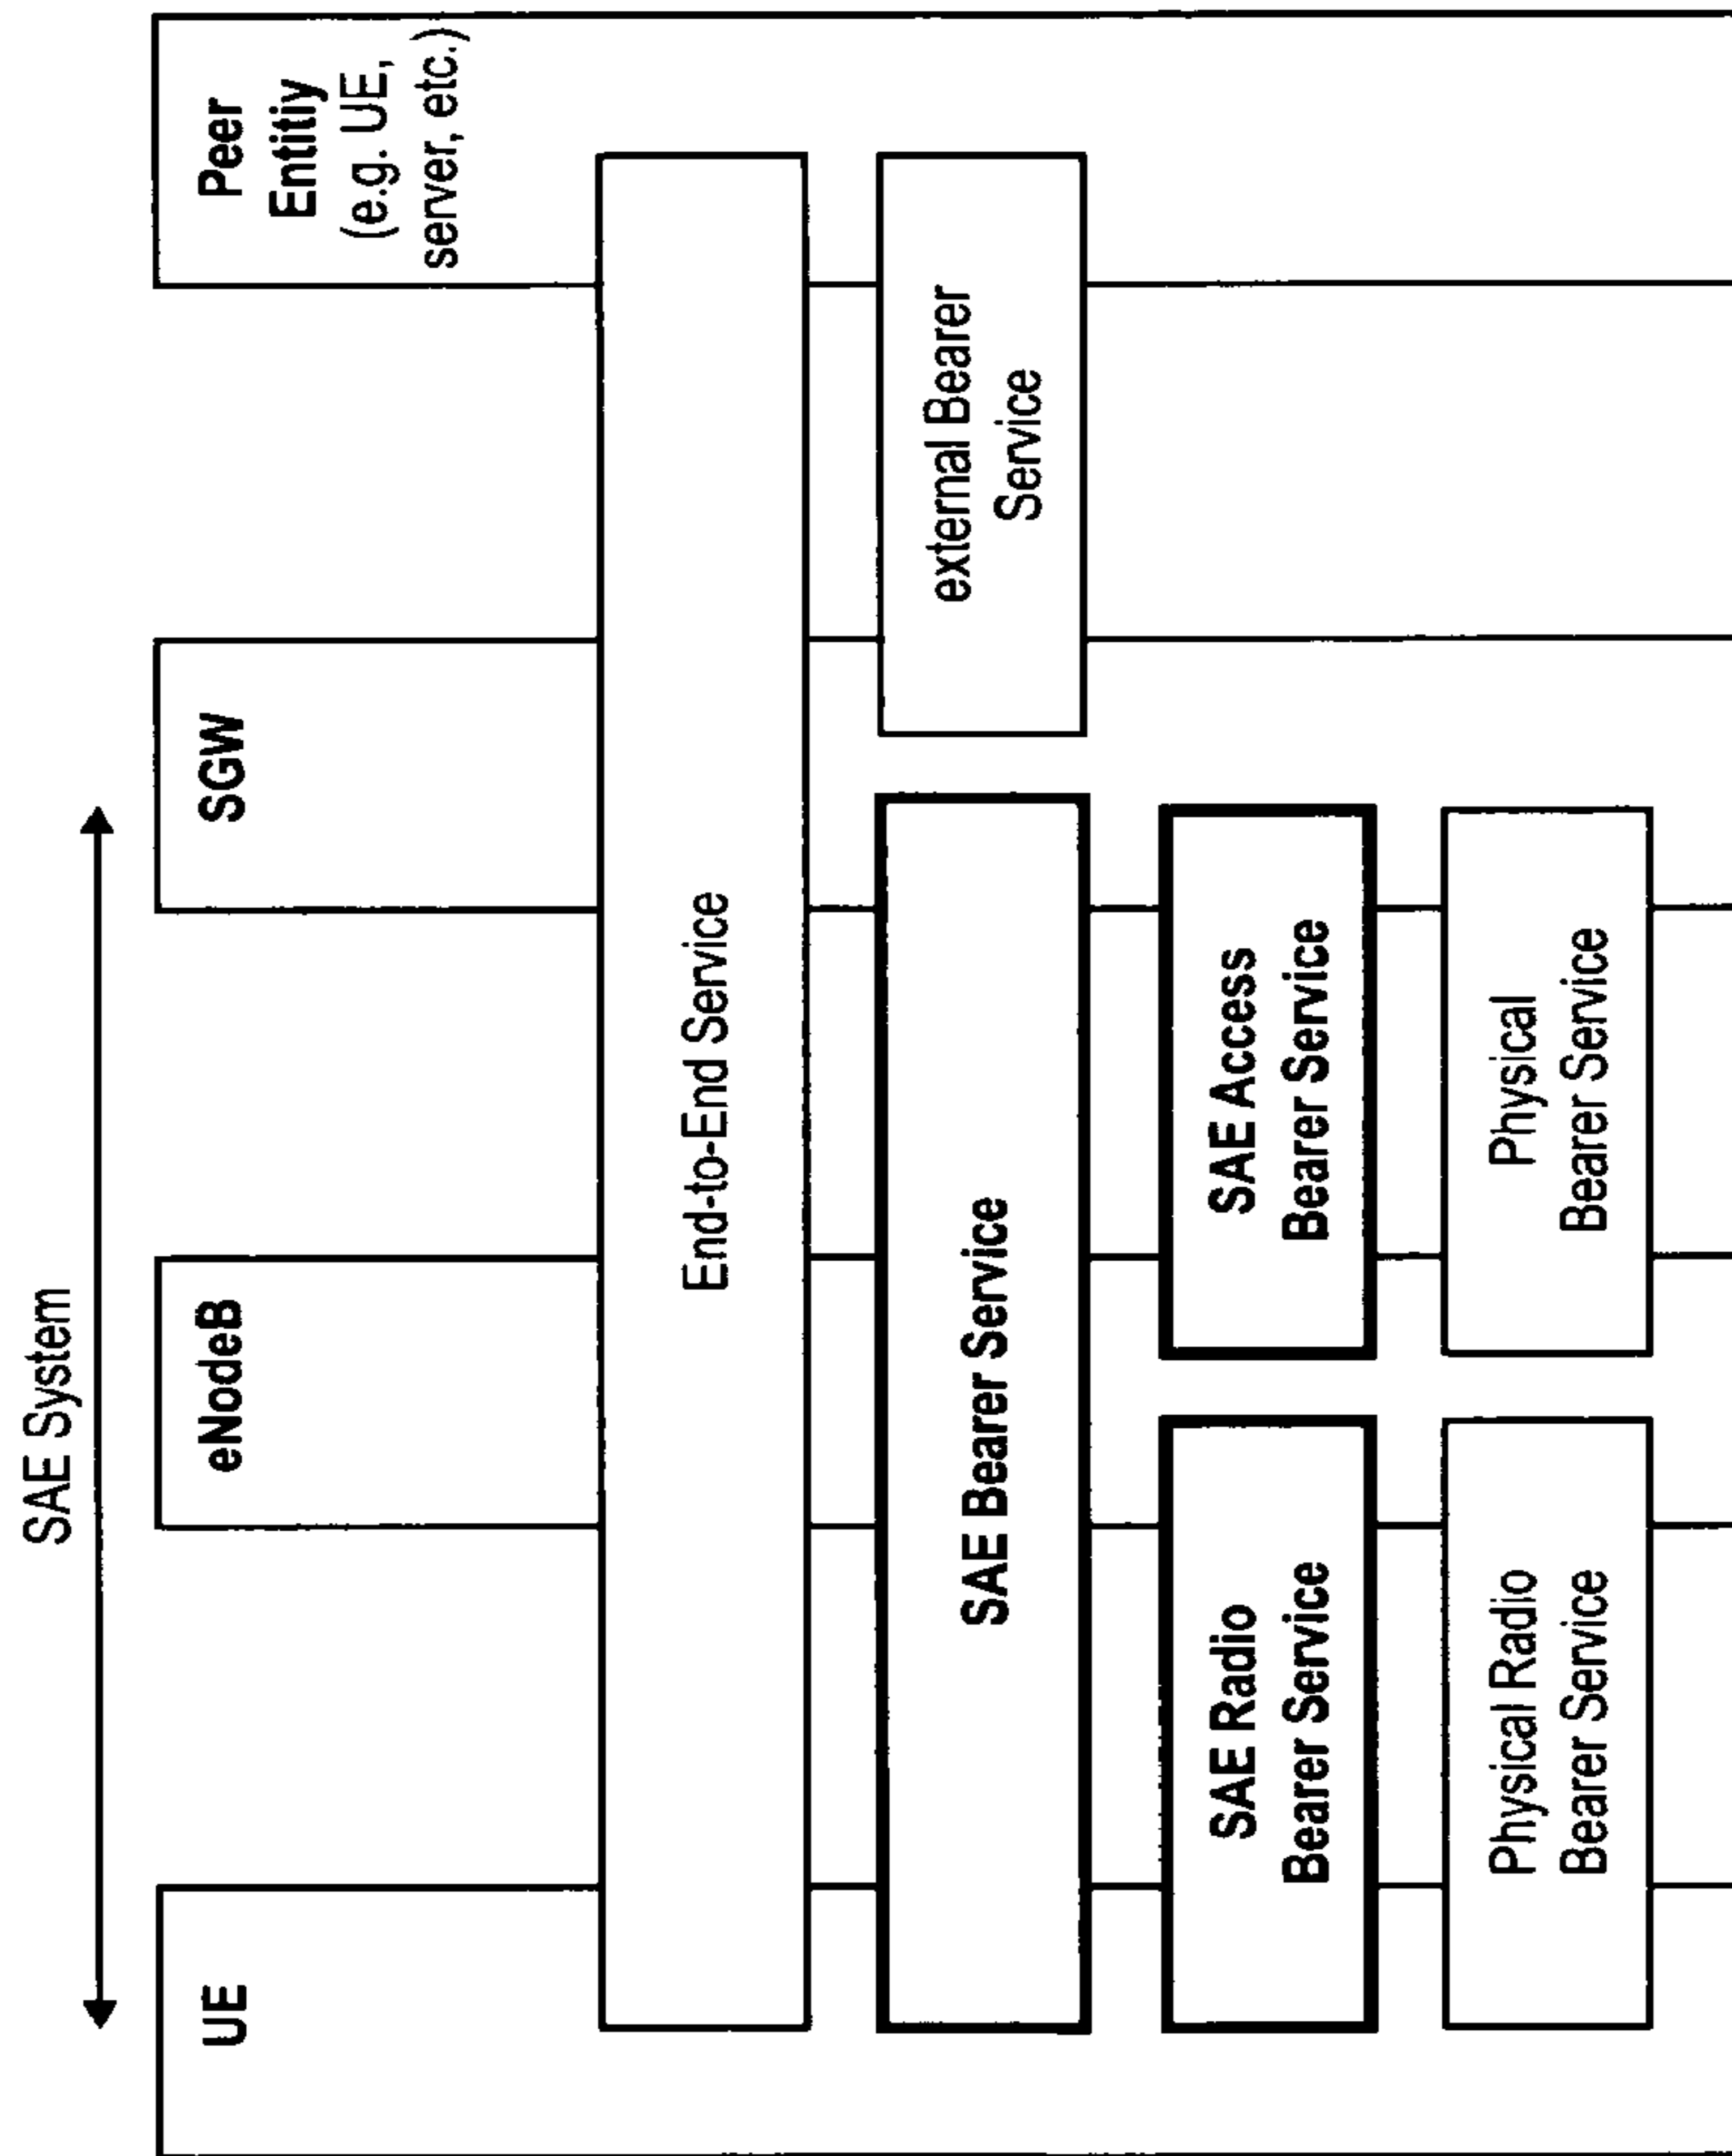 SAE System
UE
eNodeB
SGW
Peer
Entitiy
(e.g. UE,
server, etc.)
End-to-End Service
SAE Bearer Service
external Bearer
Service
SAE Radio
Bearer Service
SAE Access
Bearer Service
Physical Radio
Bearer Service
Physical
Bearer Service